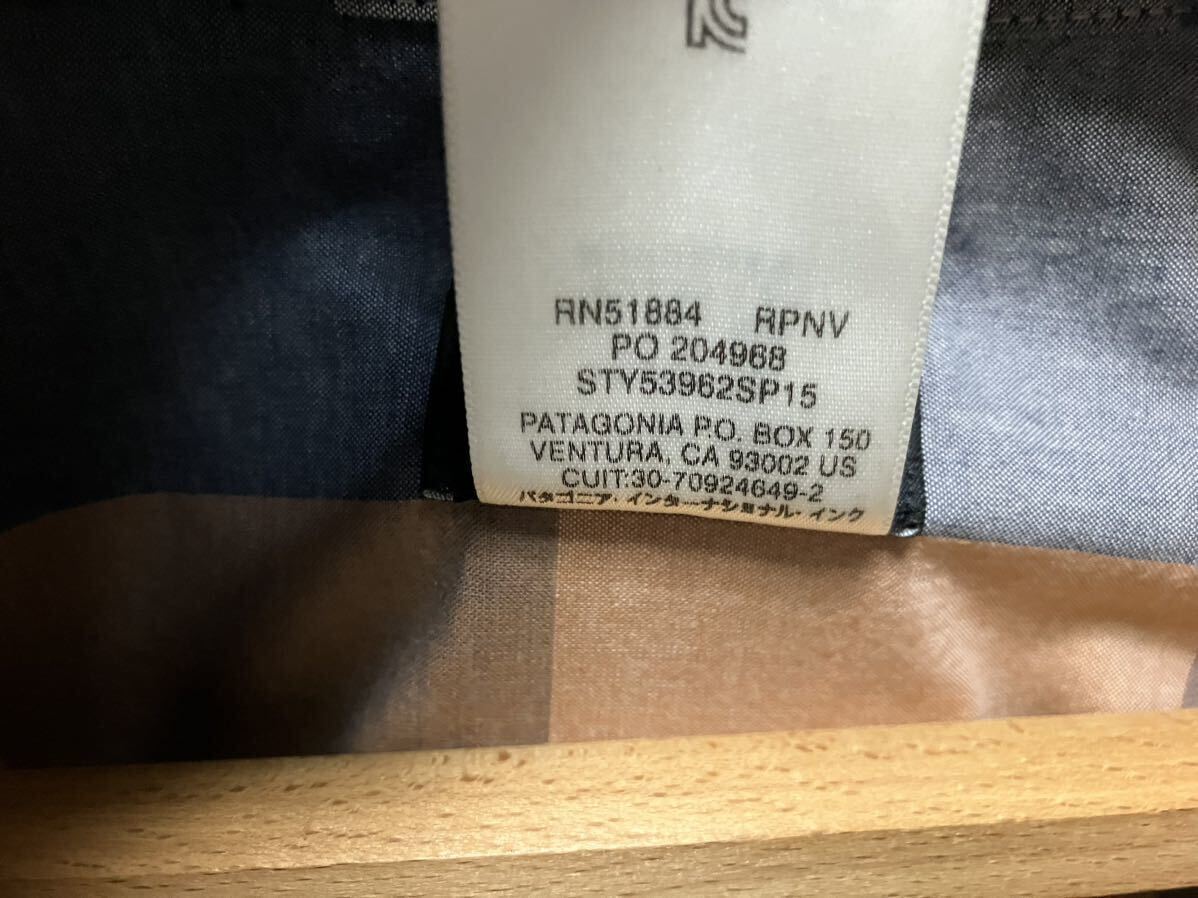 RN51884 RPNV
PO 204968
STY53962SP15
PATAGONIA P.O. BOX 150
VENTURA, CA 93002 US
CUIT:30-70924649-2
パタゴニア・インターナショナル・インク